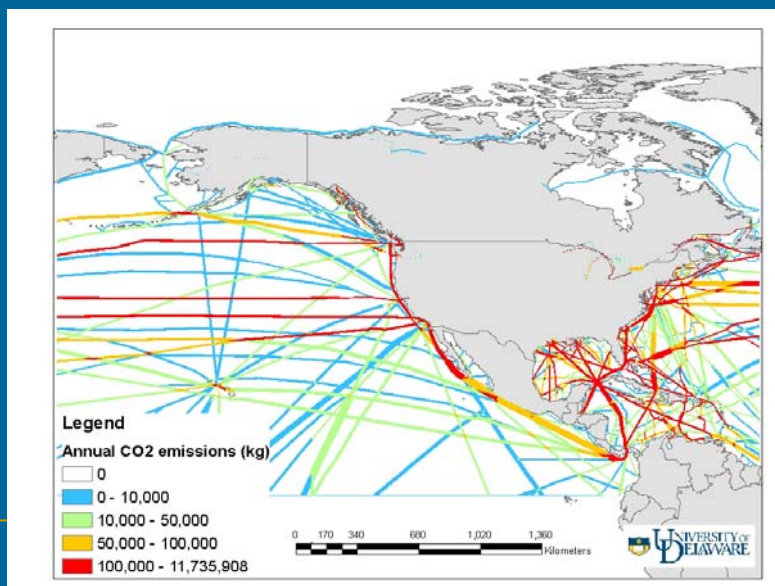 Legend
Annual CO2 emissions (kg)
0
0 - 10,000
10,000 - 50,000
50,000 - 100,000
100,000 - 11,735,908
0 170 340 680 1,020 1,360
Kilometers
UNIVERSITY OF
DELAWARE